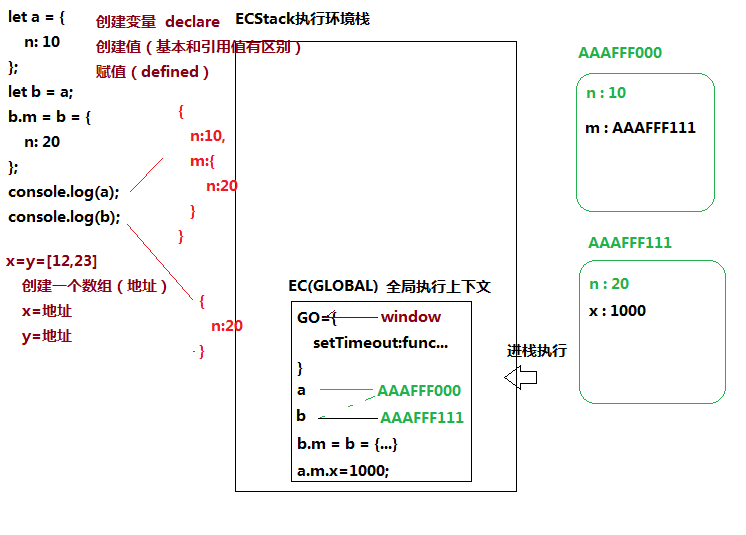 let a = {
n: 10
};
let b = a;
b.m = b = {
n: 20
};
console.log(a);
console.log(b);
创建变量 declare
创建值（基本和引用值有区别）
赋值（defined）
{
n:10,
m:{
n:20
}
}
{
n:20
}
x=y=[12,23]
创建一个数组（地址）
x=地址
y=地址
ECStack执行环境栈
EC(GLOBAL) 全局执行上下文
GO={ window
setTimeout:func...
}
a AAAFFF000
b AAAFFF111
b.m = b = {...}
a.m.x=1000;
进栈执行
AAAFFF000
n : 10
m : AAAFFF111
AAAFFF111
n : 20
x : 1000